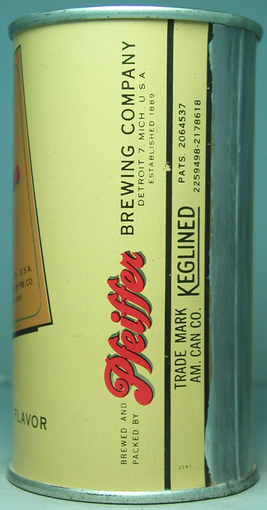 BREWED AND
PACKED BY
Pfeiffer BREWING COMPANY
DETROIT 7, MICH., U.S.A.
ESTABLISHED 1889
TRADE MARK KEGLINED PATS. 2064537
AM. CAN CO. 2259498-2178618
FLAVOR
U.S.A.